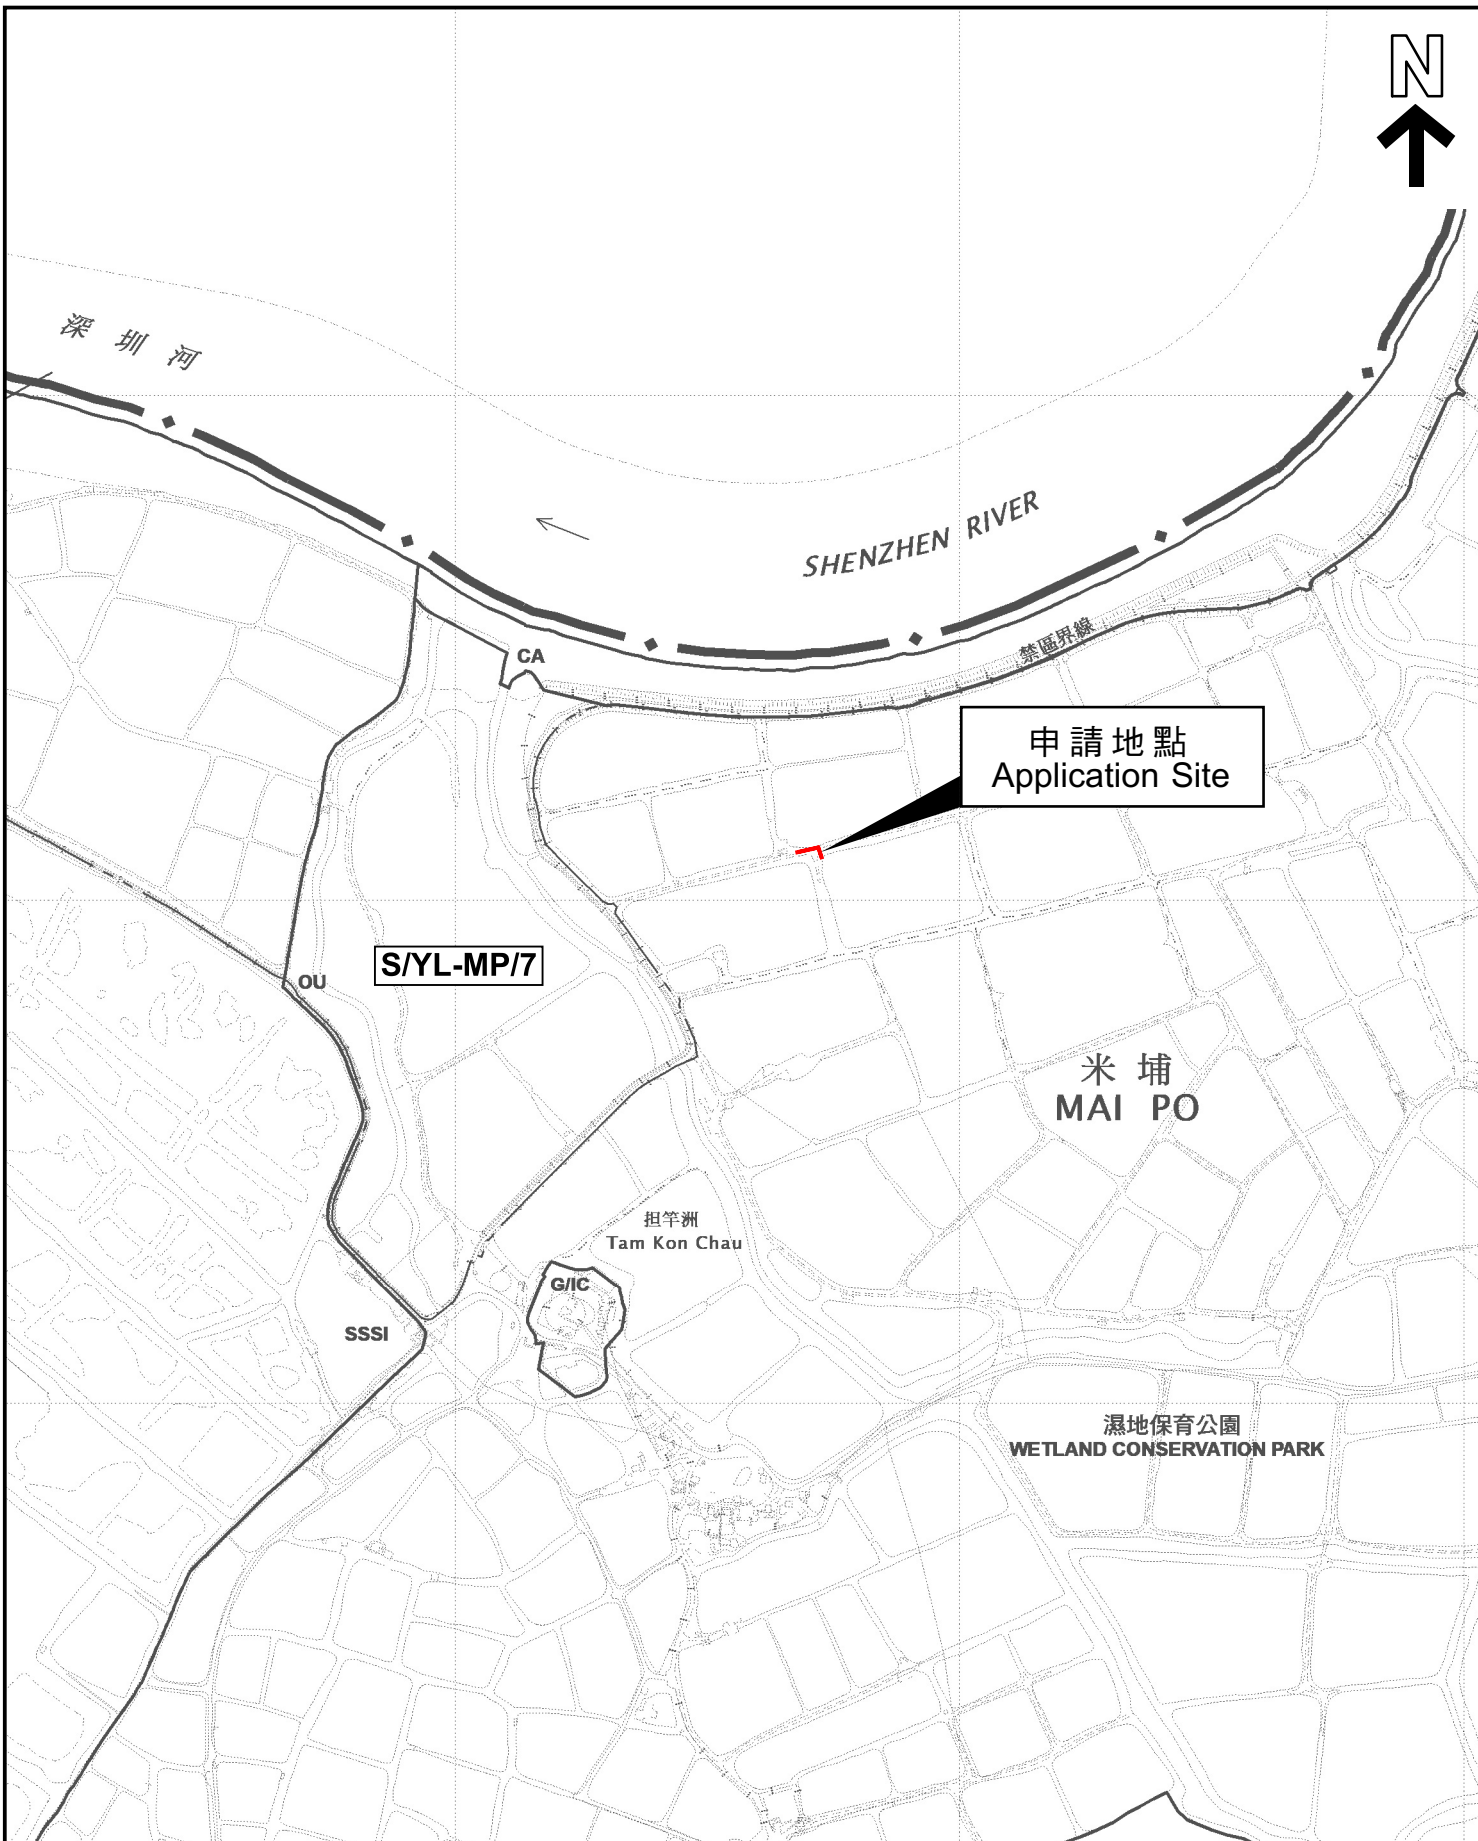 N
深圳河
SHENZHEN RIVER
CA
禁區界線
申請地點
Application Site
S/YL-MP/7
OU
米埔
MAI PO
担竿洲
Tam Kon Chau
G/IC
SSSI
濕地保育公園
WETLAND CONSERVATION PARK